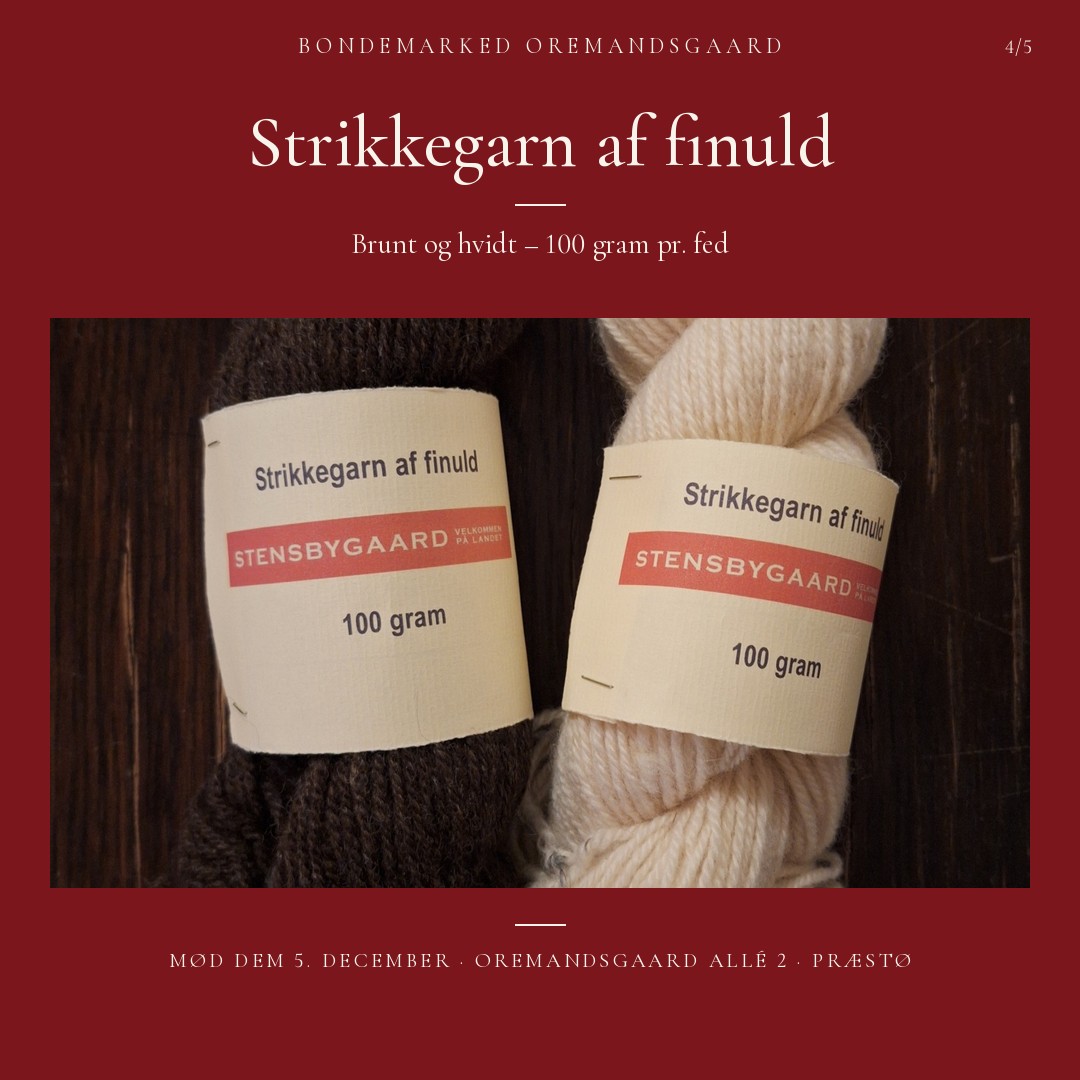 BONDEMARKED OREMANDSGAARD
4/5
Strikkegarn af finuld
Brunt og hvidt – 100 gram pr. fed
Strikkegarn af finuld
STENSBYGAARD VELKOMMEN PÅ LANDET
100 gram
Strikkegarn af finuld
STENSBYGAARD
100 gram
MØD DEM 5. DECEMBER · OREMANDSGAARD ALLÉ 2 · PRÆSTØ